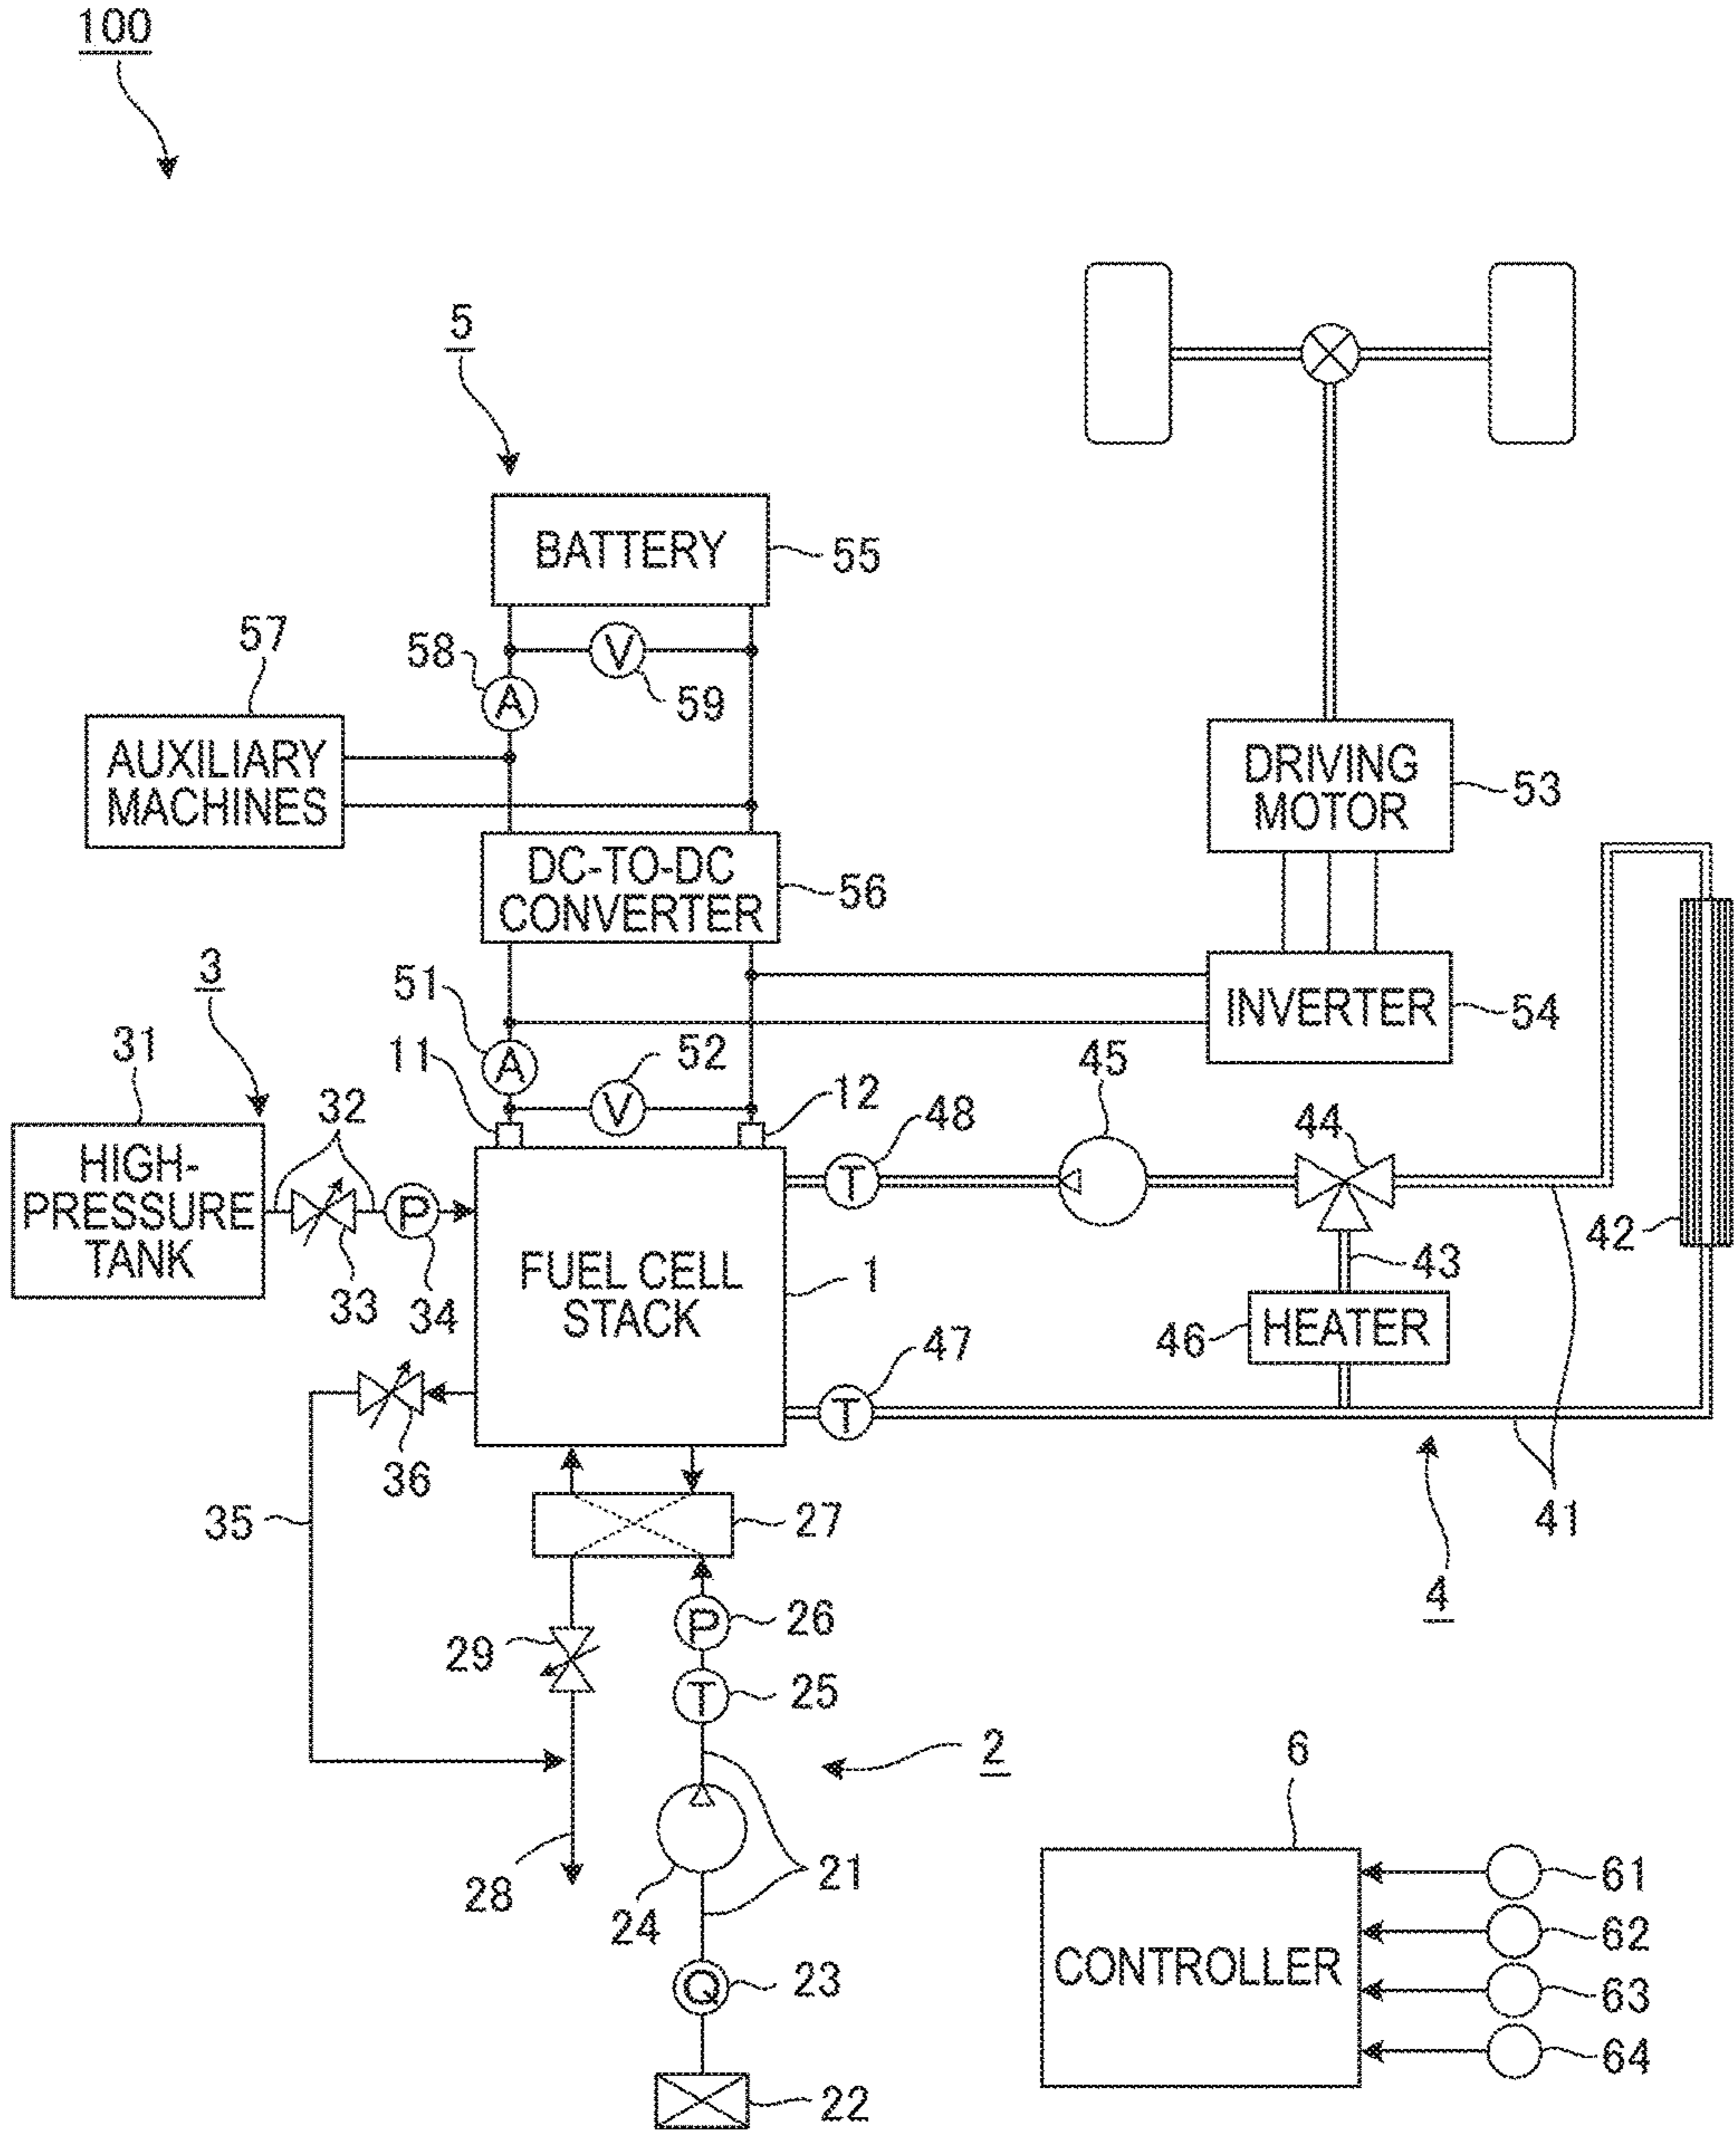 100
5
BATTERY
55
57
58
V
59
A
AUXILIARY
MACHINES
DRIVING
MOTOR
53
DC-TO-DC
CONVERTER
56
3
51
INVERTER
54
31
11
A
52
V
12
45
32
48
44
HIGH-
PRESSURE
TANK
P
T
42
33
34
FUEL CELL
STACK
1
43
46
HEATER
47
T
36
35
27
41
4
P
26
29
T
25
2
6
21
28
24
61
62
CONTROLLER
Q
23
63
64
22